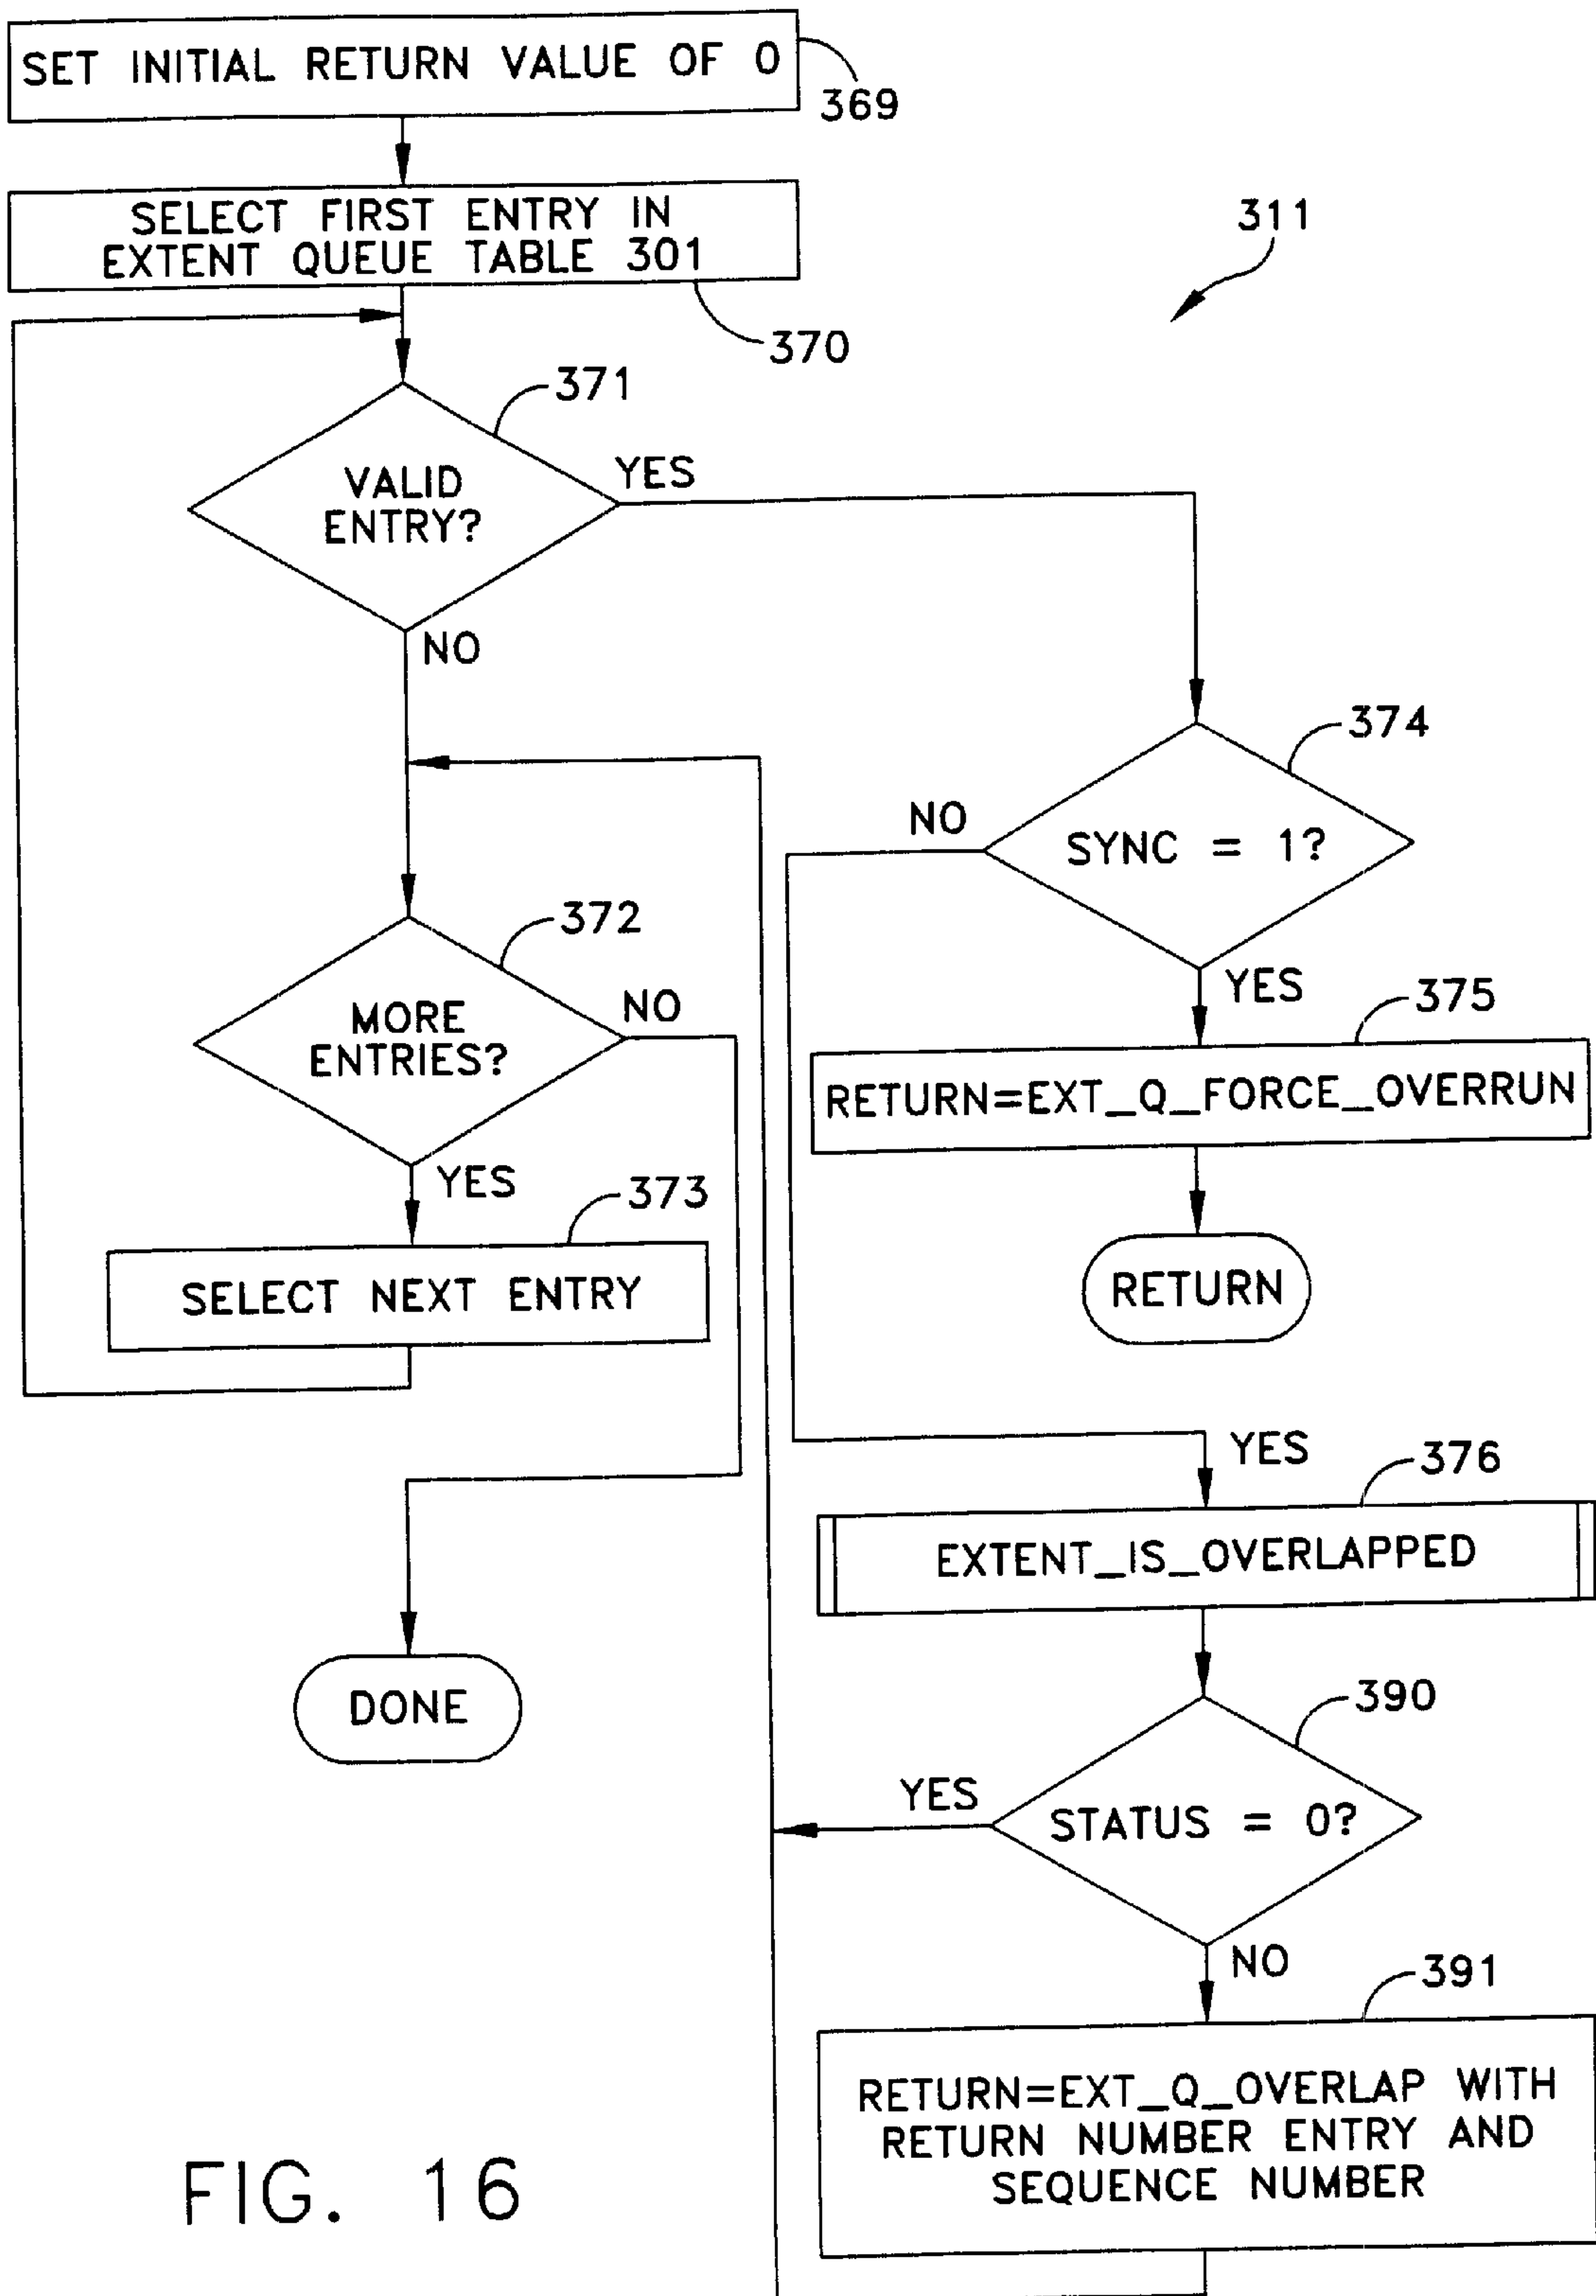 SET INITIAL RETURN VALUE OF 0
369
SELECT FIRST ENTRY IN
EXTENT QUEUE TABLE 301
370
311
371
VALID
ENTRY?
YES
NO
374
NO
SYNC = 1?
YES
372
MORE
ENTRIES?
NO
YES
375
RETURN=EXT_Q_FORCE_OVERRUN
373
SELECT NEXT ENTRY
RETURN
YES
376
EXTENT_IS_OVERLAPPED
DONE
390
YES
STATUS = 0?
NO
391
RETURN=EXT_Q_OVERLAP WITH
RETURN NUMBER ENTRY AND
SEQUENCE NUMBER
FIG. 16